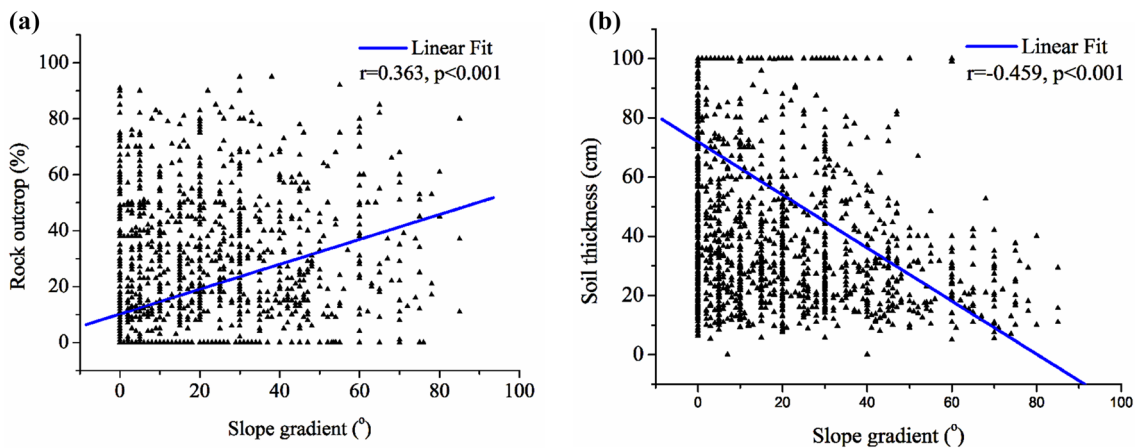 (a)
Linear Fit
r=0.363, p<0.001
100
80
60
40
20
0
Rock outcrop (%)
0 20 40 60 80 100
Slope gradient (°)
(b)
Linear Fit
r=-0.459, p<0.001
100
80
60
40
20
0
Soil thickness (cm)
0 20 40 60 80 100
Slope gradient (°)